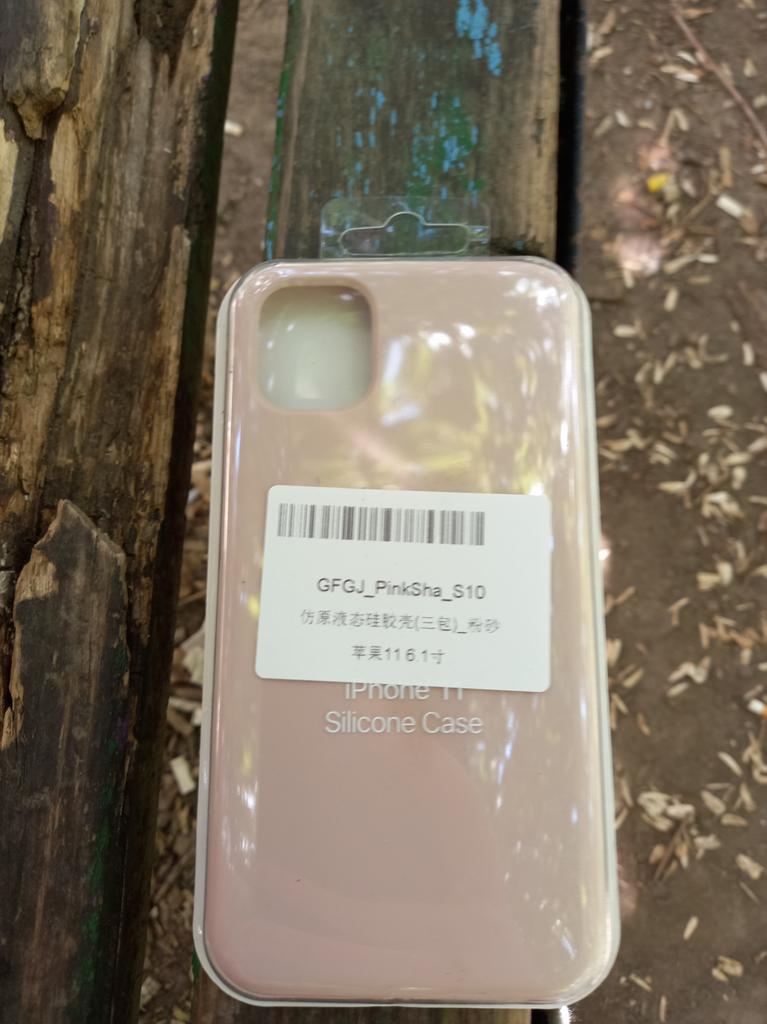 GFGJ_PinkSha_S10
仿原液态硅胶壳(三包)_粉砂
苹果11 6.1寸
iPhone 11
Silicone Case